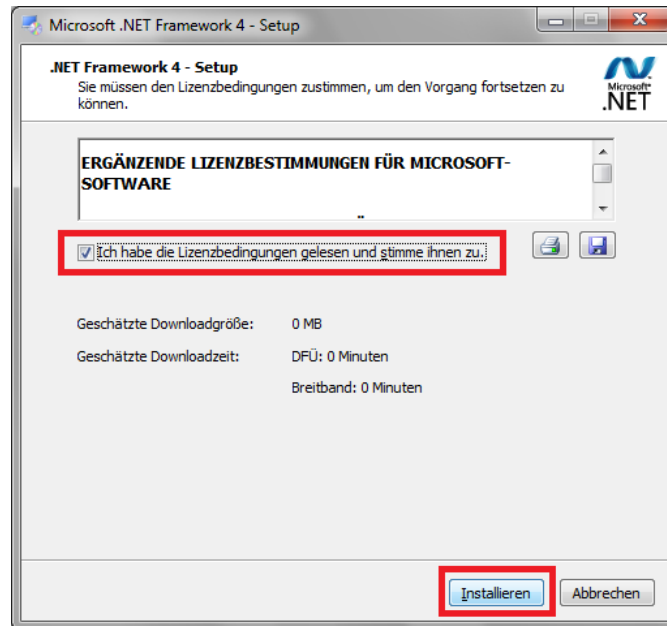 Microsoft .NET Framework 4 - Setup
.NET Framework 4 - Setup
Sie müssen den Lizenzbedingungen zustimmen, um den Vorgang fortsetzen zu
können.
Microsoft
.NET
ERGÄNZENDE LIZENZBESTIMMUNGEN FÜR MICROSOFT-
SOFTWARE
Ich habe die Lizenzbedingungen gelesen und stimme ihnen zu.
Geschätzte Downloadgröße: 0 MB
Geschätzte Downloadzeit: DFÜ: 0 Minuten
Breitband: 0 Minuten
Installieren Abbrechen